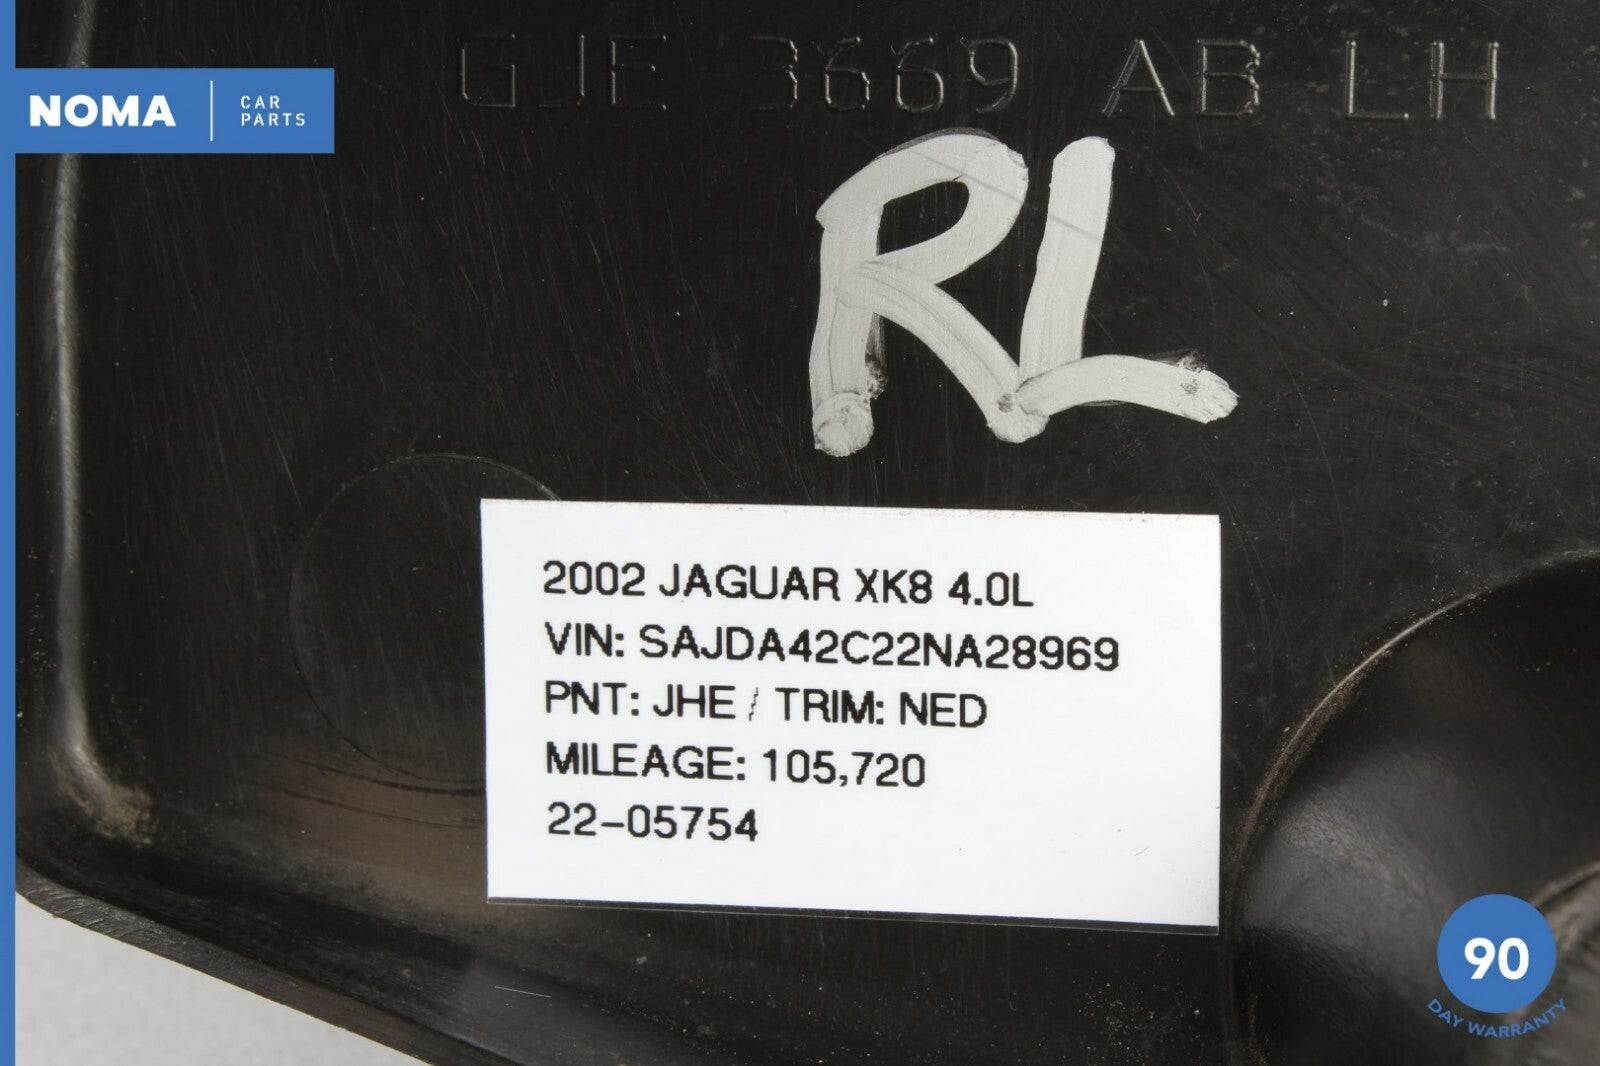 GJE 3669 AB LH
NOMA
CAR
PARTS
RL
2002 JAGUAR XK8 4.0L
VIN: SAJDA42C22NA28969
PNT: JHE / TRIM: NED
MILEAGE: 105,720
22-05754
90
DAY WARRANTY